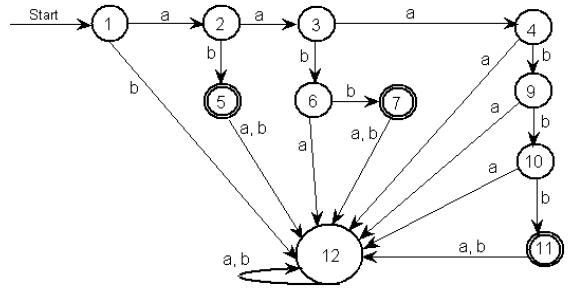 Start
1 a 2 a 3 a 4
b b b a b
5 6 b 7 a 9
a, b a a, b b
a 10
b
12 a, b 11
a, b